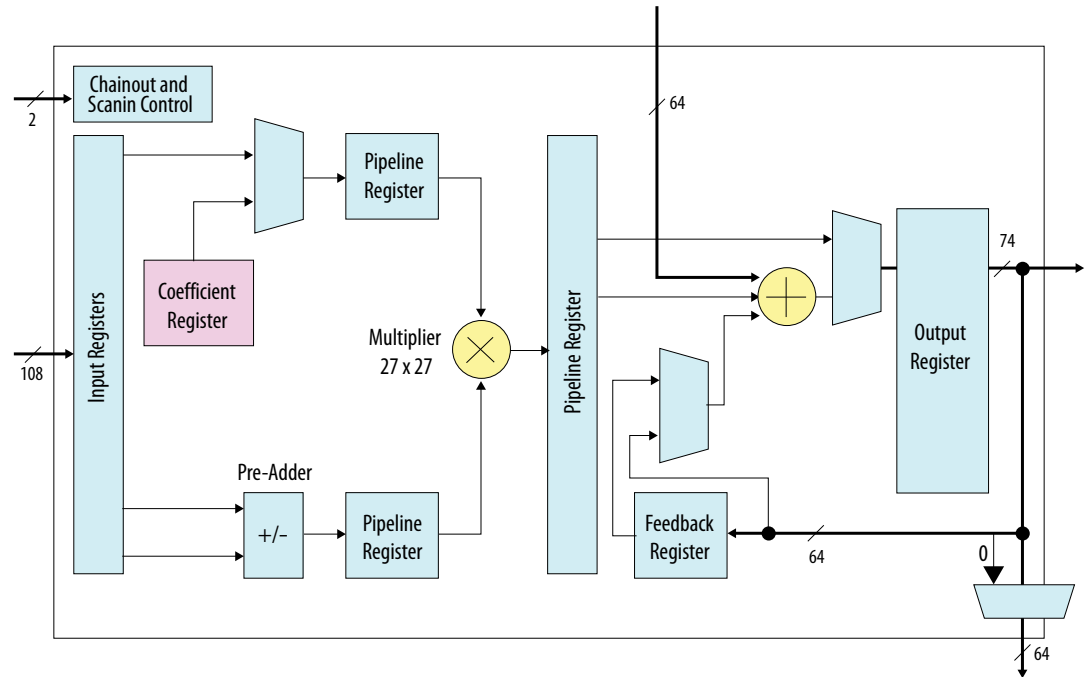 Chainout and
Scanin Control
2
64
Input Registers
108
Coefficient
Register
Pipeline
Register
Multiplier
27 x 27
Pre-Adder
+/-
Pipeline
Register
Pipeline Register
Feedback
Register
64
Output
Register
74
0
64